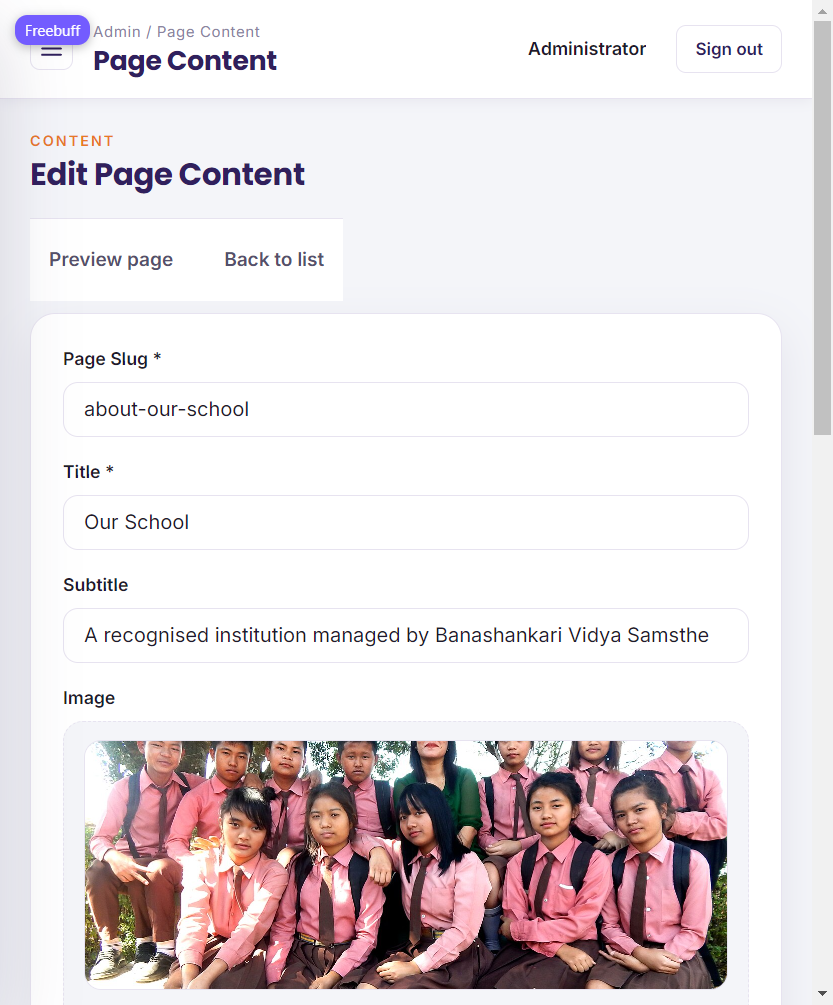 Freebuff
Admin / Page Content
Page Content
Administrator
Sign out
CONTENT
Edit Page Content
Preview page
Back to list
Page Slug *
about-our-school
Title *
Our School
Subtitle
A recognised institution managed by Banashankari Vidya Samsthe
Image